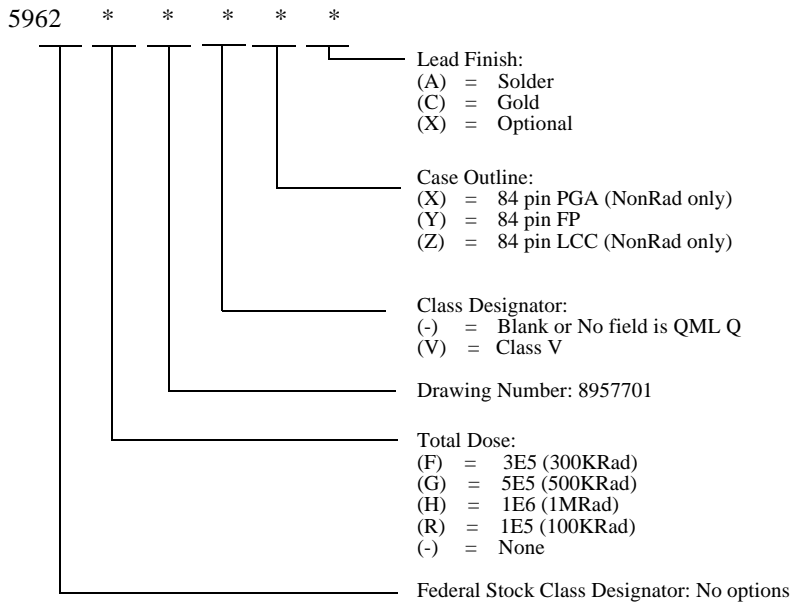 5962 * * * * *
Lead Finish:
(A) = Solder
(C) = Gold
(X) = Optional
Case Outline:
(X) = 84 pin PGA (NonRad only)
(Y) = 84 pin FP
(Z) = 84 pin LCC (NonRad only)
Class Designator:
(-) = Blank or No field is QML Q
(V) = Class V
Drawing Number: 8957701
Total Dose:
(F) = 3E5 (300KRad)
(G) = 5E5 (500KRad)
(H) = 1E6 (1MRad)
(R) = 1E5 (100KRad)
(-) = None
Federal Stock Class Designator: No options